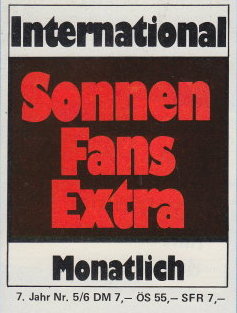 International
Sonnen
Fans
Extra
Monatlich
7. Jahr Nr. 5/6 DM 7,– ÖS 55,– SFR 7,–